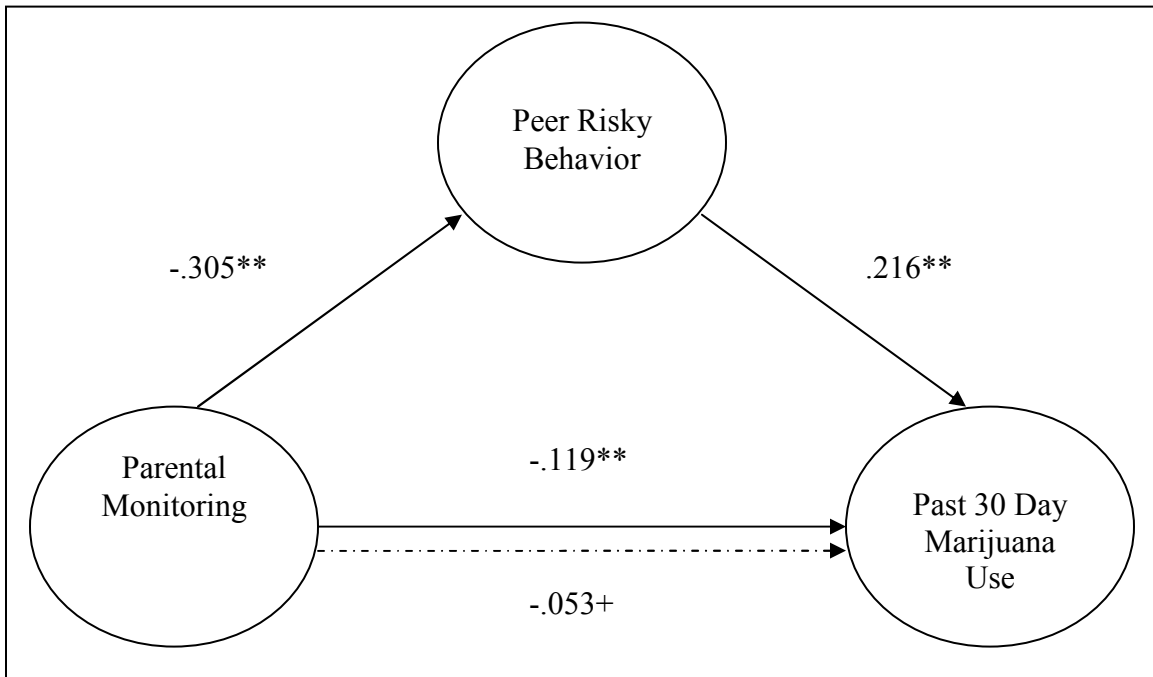 Peer Risky
Behavior
-.305**
.216**
Parental
Monitoring
-.119**
Past 30 Day
Marijuana
Use
-.053+